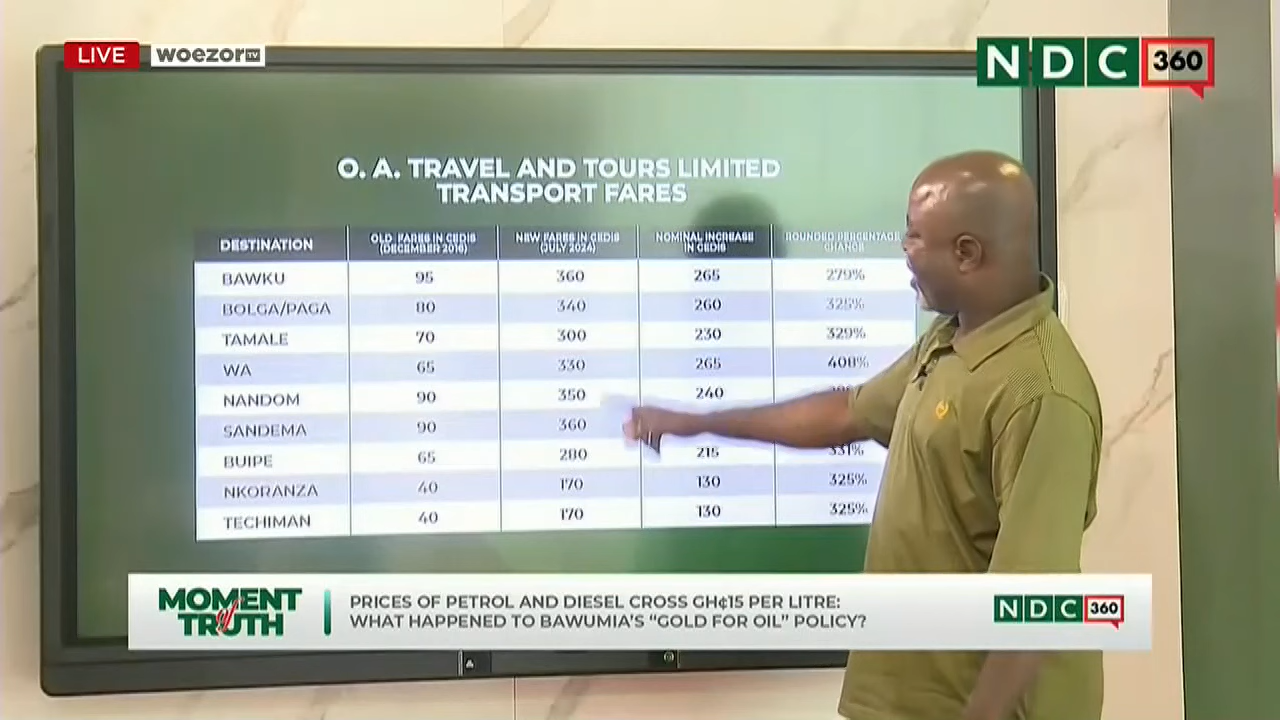 LIVE woezor TV
NDC 360
O. A. TRAVEL AND TOURS LIMITED
TRANSPORT FARES
DESTINATION OLD FARES IN CEDIS (DECEMBER 2016) NEW FARES IN CEDIS (JULY 2024) NOMINAL INCREASE IN CEDIS ROUNDED PERCENTAGE CHANGE
BAWKU 95 360 265 279%
BOLGA/PAGA 80 340 260 325%
TAMALE 70 300 230 329%
WA 65 330 265 408%
NANDOM 90 350 240
SANDEMA 90 360
BUIPE 65 280 215 331%
NKORANZA 40 170 130 325%
TECHIMAN 40 170 130 325%
MOMENT of TRUTH
PRICES OF PETROL AND DIESEL CROSS GH¢15 PER LITRE:
WHAT HAPPENED TO BAWUMIA'S "GOLD FOR OIL" POLICY?
NDC 360